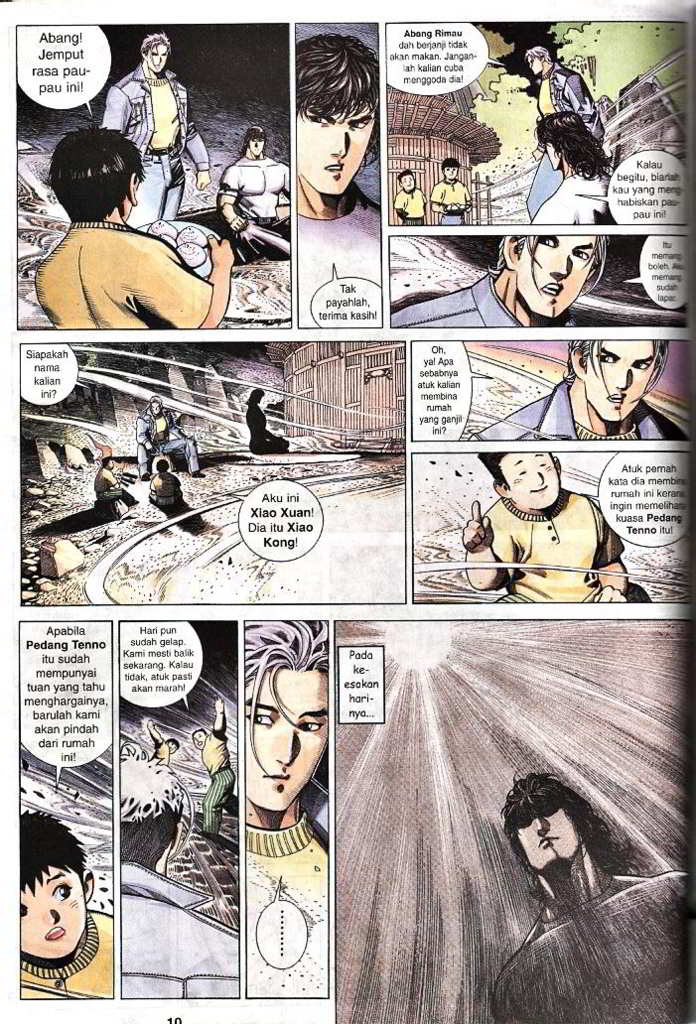 Abang!
Jemput
rasa pau-
pau ini!
Tak
payahlah,
terima kasih!
Abang Rimau
dah berjanji tidak
akan makan. Jangan-
lah kalian cuba
menggoda dia!
Kalau
begitu, biarlah
kau yang meng-
habiskan pau-
pau ini!
Itu
memang
boleh. Aku
memang
sudah
lapar.
Siapakah
nama
kalian
ini?
Aku ini
Xiao Xuan!
Dia itu Xiao
Kong!
Oh,
ya! Apa
sebabnya
atuk kalian
membina
rumah
yang ganjil
ini?
Atuk pernah
kata dia membina
rumah ini kerana
ingin memelihara
kuasa Pedang
Tenno itu!
Apabila
Pedang Tenno
itu sudah
mempunyai
tuan yang tahu
menghargainya,
barulah kami
akan pindah
dari rumah
ini!
Hari pun
sudah gelap.
Kami mesti balik
sekarang. Kalau
tidak, atuk pasti
akan marah!
.......
Pada
ke-
esokan
hari-
nya...
10